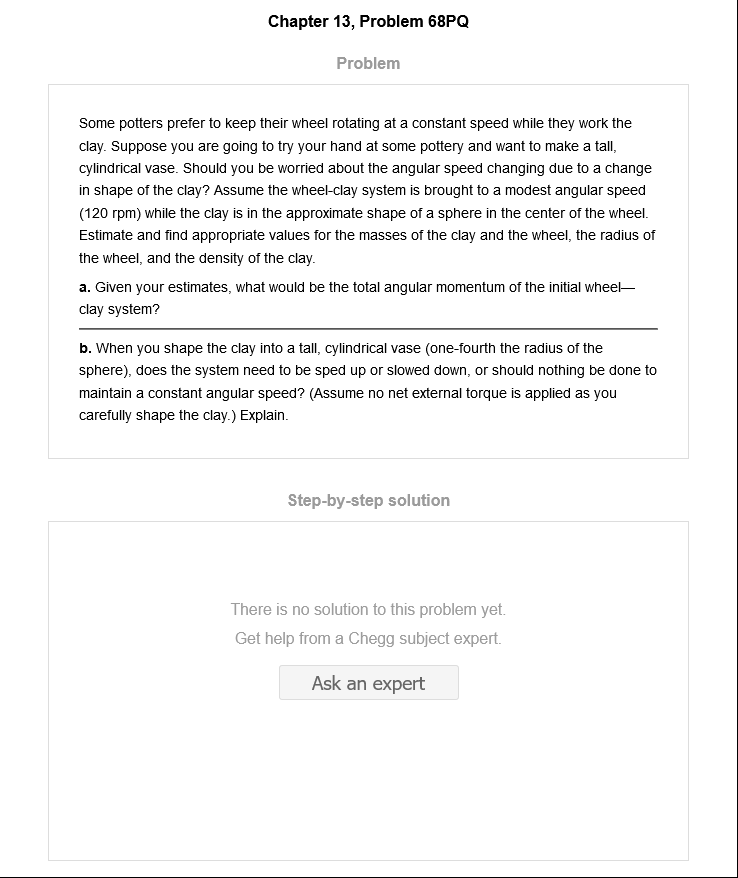 Chapter 13, Problem 68PQ
Problem
Some potters prefer to keep their wheel rotating at a constant speed while they work the
clay. Suppose you are going to try your hand at some pottery and want to make a tall,
cylindrical vase. Should you be worried about the angular speed changing due to a change
in shape of the clay? Assume the wheel-clay system is brought to a modest angular speed
(120 rpm) while the clay is in the approximate shape of a sphere in the center of the wheel.
Estimate and find appropriate values for the masses of the clay and the wheel, the radius of
the wheel, and the density of the clay.
a. Given your estimates, what would be the total angular momentum of the initial wheel—
clay system?
b. When you shape the clay into a tall, cylindrical vase (one-fourth the radius of the
sphere), does the system need to be sped up or slowed down, or should nothing be done to
maintain a constant angular speed? (Assume no net external torque is applied as you
carefully shape the clay.) Explain.
Step-by-step solution
There is no solution to this problem yet.
Get help from a Chegg subject expert.
Ask an expert